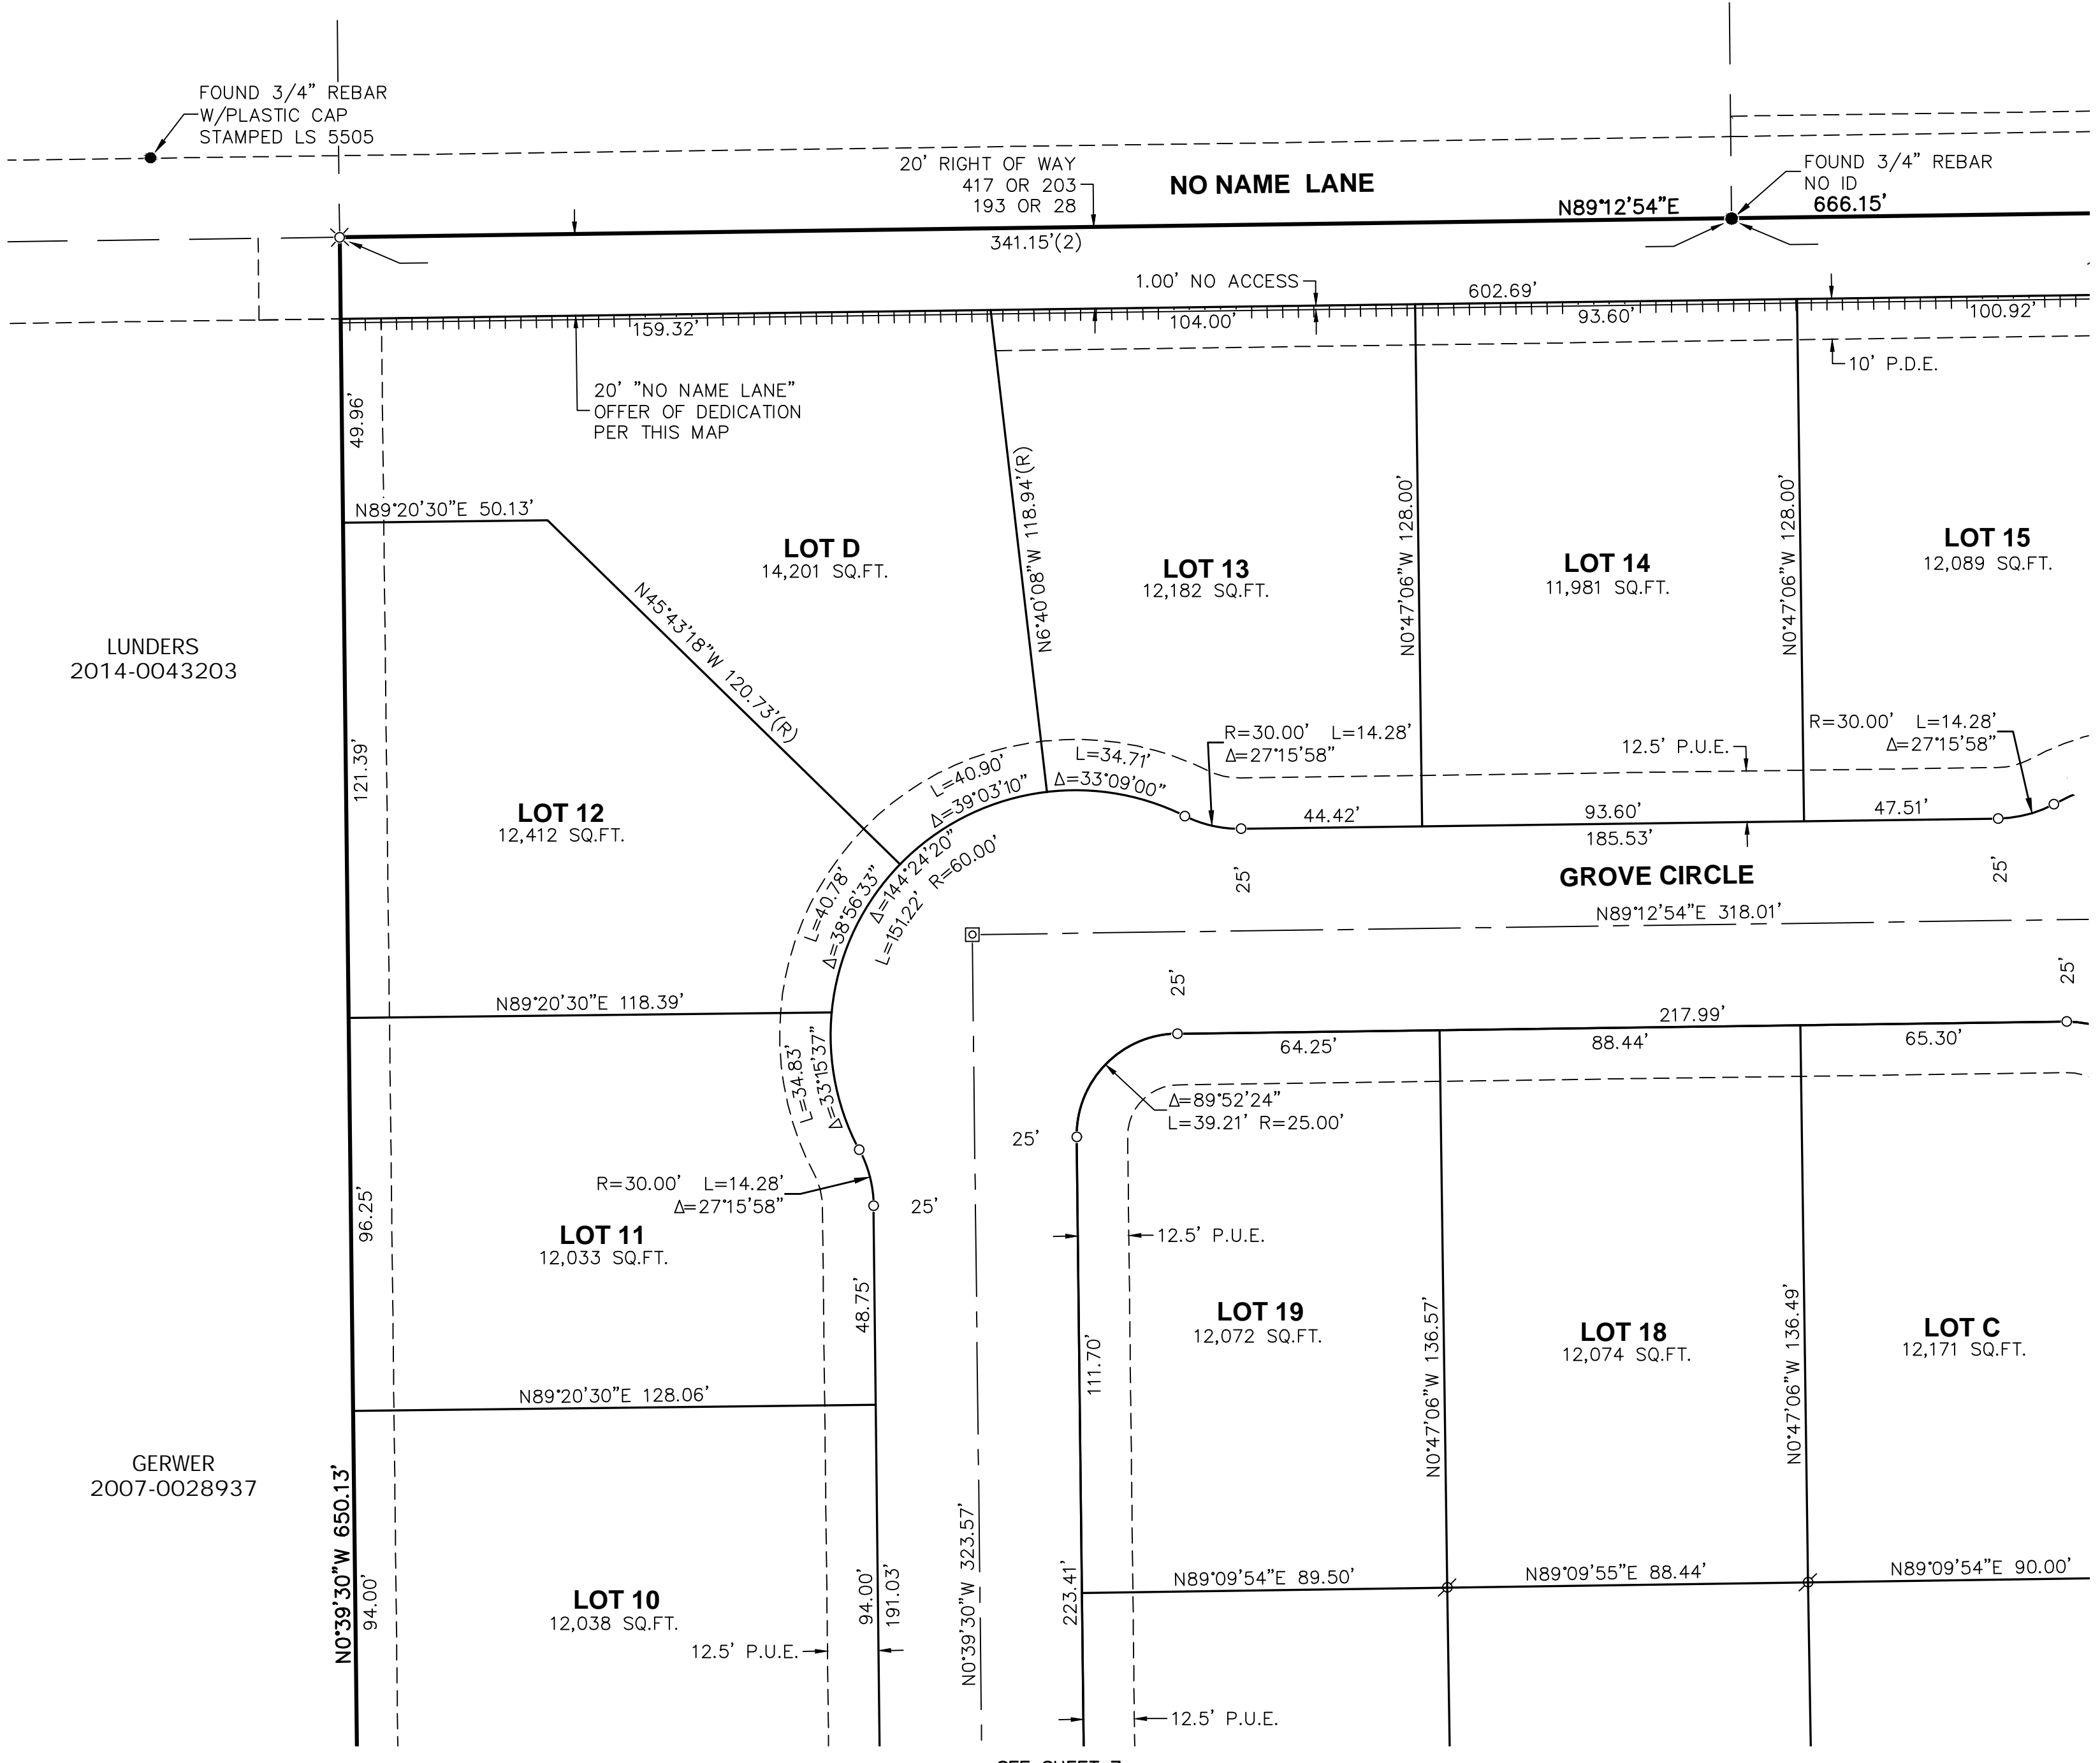 FOUND 3/4" REBAR
W/PLASTIC CAP
STAMPED LS 5505
20' RIGHT OF WAY
417 OR 203
193 OR 28
NO NAME LANE
FOUND 3/4" REBAR
NO ID
N89°12'54"E
666.15'
341.15'(2)
1.00' NO ACCESS
602.69'
159.32'
104.00'
93.60'
100.92'
10' P.D.E.
20' "NO NAME LANE"
OFFER OF DEDICATION
PER THIS MAP
49.96'
N89°20'30"E 50.13'
LOT D
14,201 SQ.FT.
N6°40'08"W 118.94'(R)
LOT 13
12,182 SQ.FT.
N0°47'06"W 128.00'
LOT 14
11,981 SQ.FT.
N0°47'06"W 128.00'
LOT 15
12,089 SQ.FT.
LUNDERS
2014-0043203
N45°43'18"W 120.73'(R)
121.39'
LOT 12
12,412 SQ.FT.
L=40.90'
Δ=39°03'10"
L=34.71'
Δ=33°09'00"
R=30.00' L=14.28'
Δ=27°15'58"
12.5' P.U.E.
R=30.00' L=14.28'
Δ=27°15'58"
44.42'
93.60'
47.51'
185.53'
L=40.78'
Δ=38°56'33"
Δ=144°24'20"
L=151.22' R=60.00'
25'
GROVE CIRCLE
25'
N89°12'54"E 318.01'
N89°20'30"E 118.39'
25'
25'
217.99'
64.25'
88.44'
65.30'
L=34.83'
Δ=33°15'37"
Δ=89°52'24"
L=39.21' R=25.00'
25'
R=30.00' L=14.28'
Δ=27°15'58"
25'
96.25'
LOT 11
12,033 SQ.FT.
12.5' P.U.E.
48.75'
LOT 19
12,072 SQ.FT.
111.70'
N0°47'06"W 136.57'
LOT 18
12,074 SQ.FT.
N0°47'06"W 136.49'
LOT C
12,171 SQ.FT.
N89°20'30"E 128.06'
GERWER
2007-0028937
N0°39'30"W 650.13'
94.00'
LOT 10
12,038 SQ.FT.
94.00'
191.03'
N0°39'30"W 323.57'
223.41'
N89°09'54"E 89.50'
N89°09'55"E 88.44'
N89°09'54"E 90.00'
12.5' P.U.E.
12.5' P.U.E.